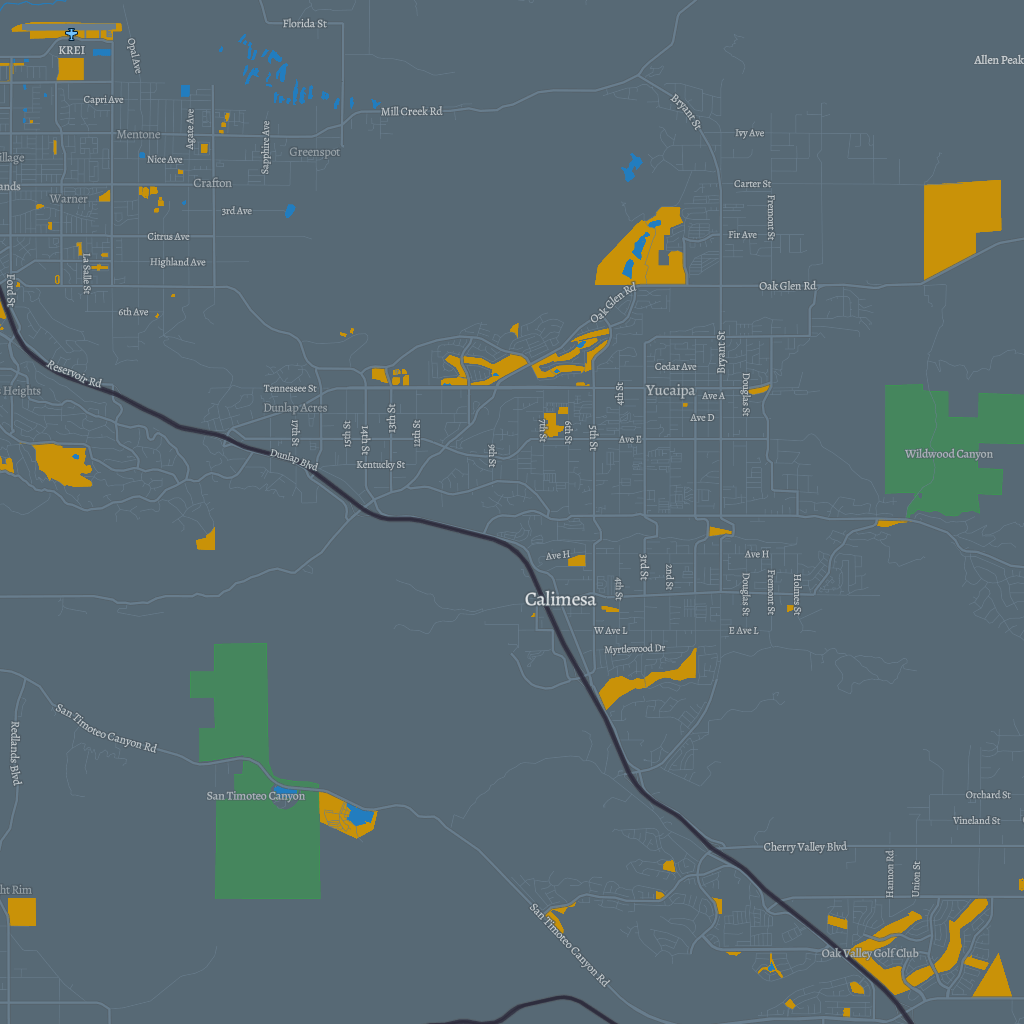 Florida St
Opal Ave
KREI
Allen Peak
Capri Ave
Mill Creek Rd
Bryant St
Agate Ave
Sapphire Ave
Mentone
Ivy Ave
Greenspot
illage
Nice Ave
Crafton
Carter St
ands
Warner
3rd Ave
Fremont St
Citrus Ave
Fir Ave
Highland Ave
La Salle St
Ford St
Oak Glen Rd
Oak Glen Rd
6th Ave
Bryant St
Reservoir Rd
Cedar Ave
s Heights
Tennessee St
Yucaipa
4th St
Douglas St
Ave A
Dunlap Acres
Ave D
17th St
15th St
14th St
13th St
12th St
7th St
6th St
5th St
Ave E
9th St
Dunlap Blvd
Kentucky St
Wildwood Canyon
Ave H
3rd St
2nd St
Ave H
4th St
Douglas St
Fremont St
Holmes St
Calimesa
W Ave L
E Ave L
Myrtlewood Dr
San Timoteo Canyon Rd
Redlands Blvd
San Timoteo Canyon
Orchard St
Vineland St
Cherry Valley Blvd
Hannon Rd
Union St
ht Rim
San Timoteo Canyon Rd
Oak Valley Golf Club